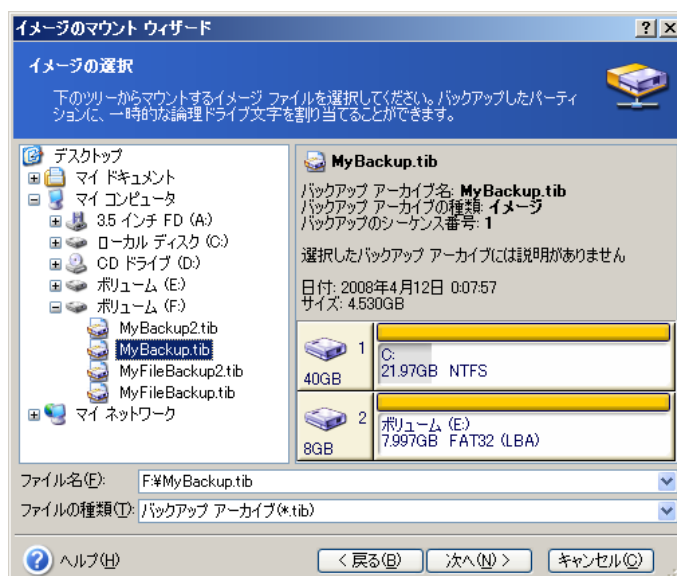 イメージのマウント ウィザード
イメージの選択
下のツリーからマウントするイメージ ファイルを選択してください。バックアップしたパーティ
ションに、一時的な論理ドライブ文字を割り当てることができます。
デスクトップ
マイ ドキュメント
マイ コンピュータ
3.5 インチ FD (A:)
ローカル ディスク (C:)
CD ドライブ (D:)
ボリューム (E:)
ボリューム (F:)
MyBackup2.tib
MyBackup.tib
MyFileBackup2.tib
MyFileBackup.tib
マイ ネットワーク
MyBackup.tib
バックアップ アーカイブ名: MyBackup.tib
バックアップ アーカイブの種類: イメージ
バックアップのシーケンス番号: 1
選択したバックアップ アーカイブには説明がありません
日付: 2008年4月12日 0:07:57
サイズ: 4.530GB
1
40GB
C:
21.97GB NTFS
2
8GB
ボリューム (E:)
7.997GB FAT32 (LBA)
ファイル名(F): F:¥MyBackup.tib
ファイルの種類(T): バックアップ アーカイブ(*.tib)
ヘルプ(H)
< 戻る(B)
次へ(N) >
キャンセル(C)